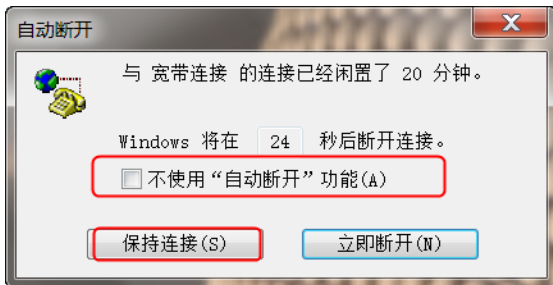 自动断开
与 宽带连接 的连接已经闲置了 20 分钟。
Windows 将在 24 秒后断开连接。
不使用“自动断开”功能(A)
保持连接(S) 立即断开(N)